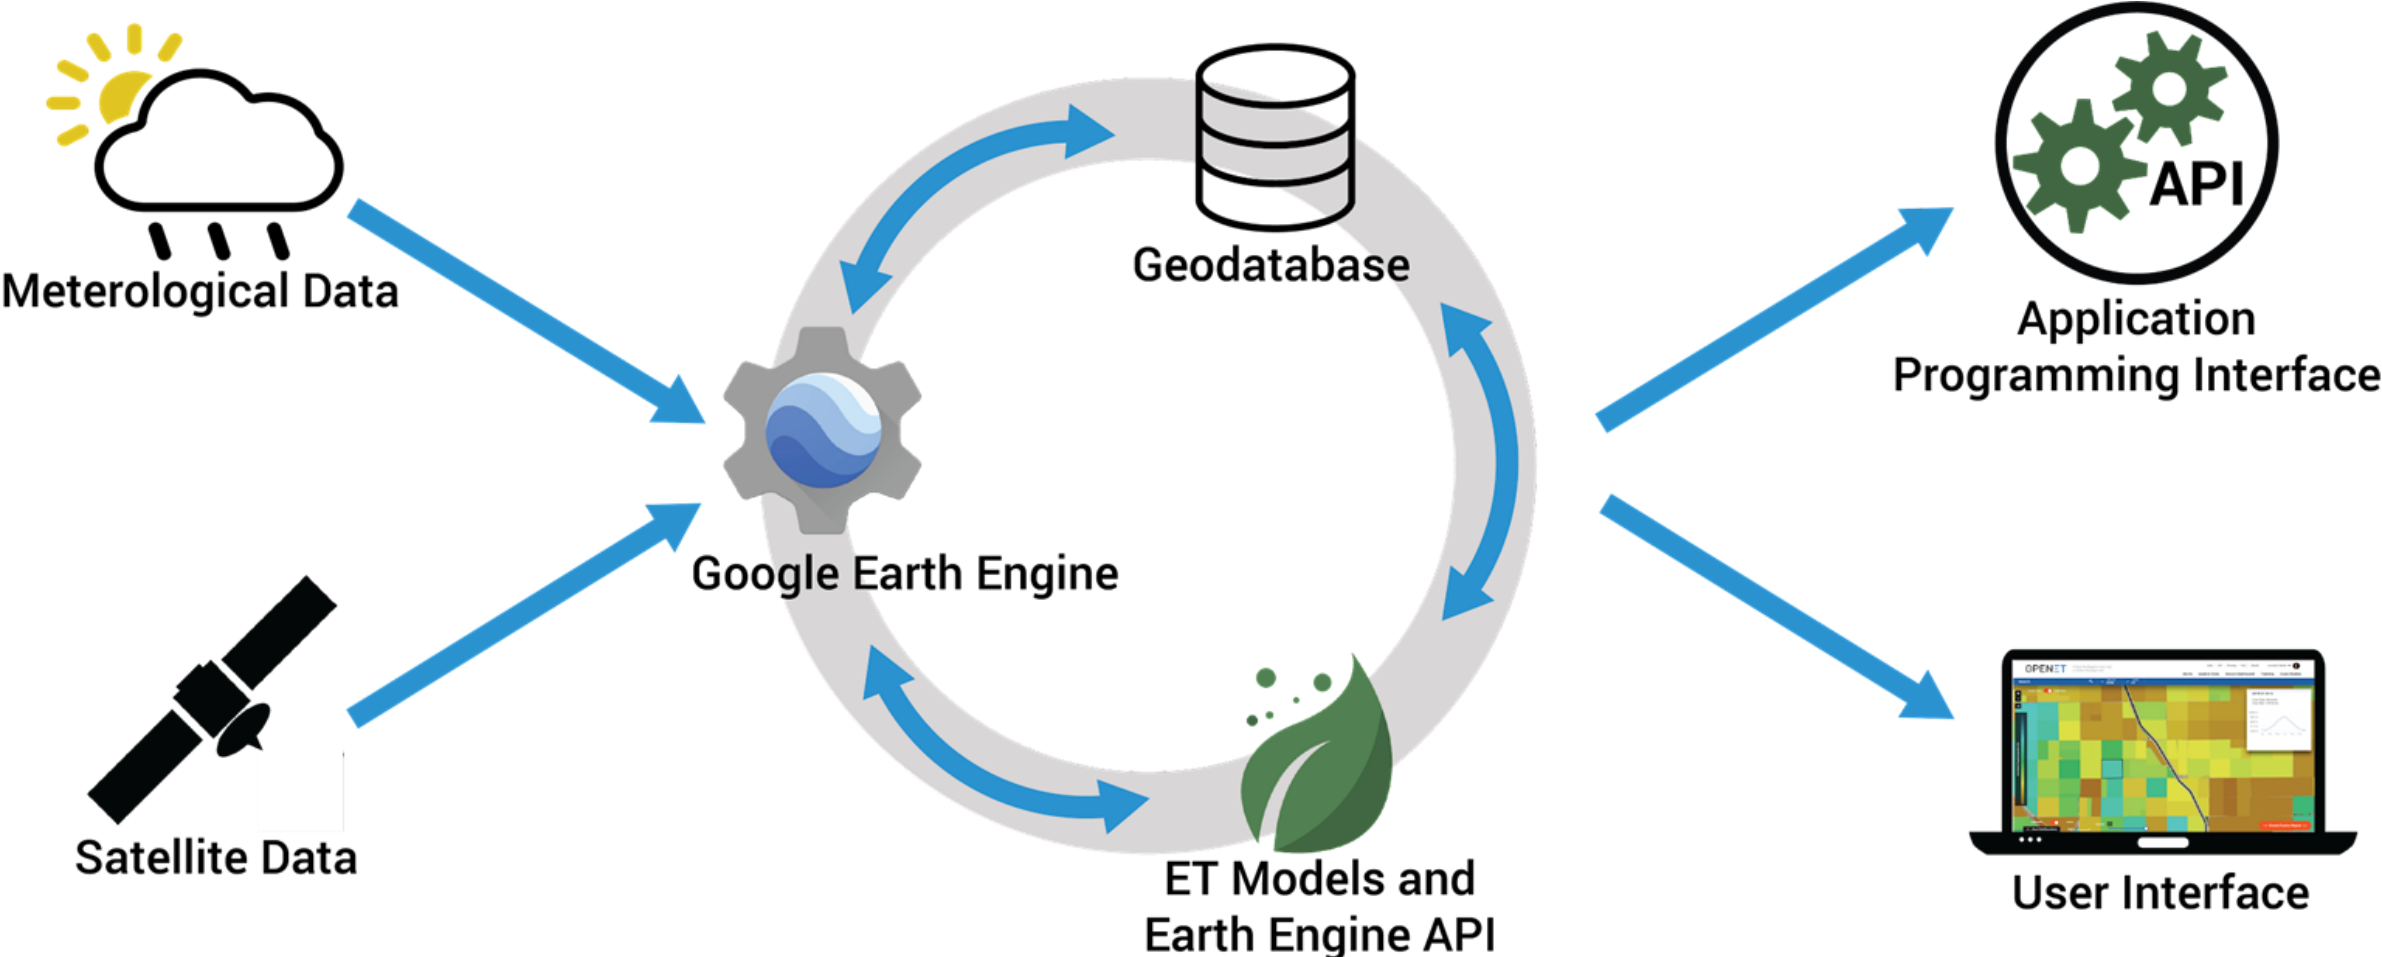 Meterological Data
Geodatabase
API
Application
Programming Interface
Google Earth Engine
Satellite Data
ET Models and
Earth Engine API
OPENET
User Interface